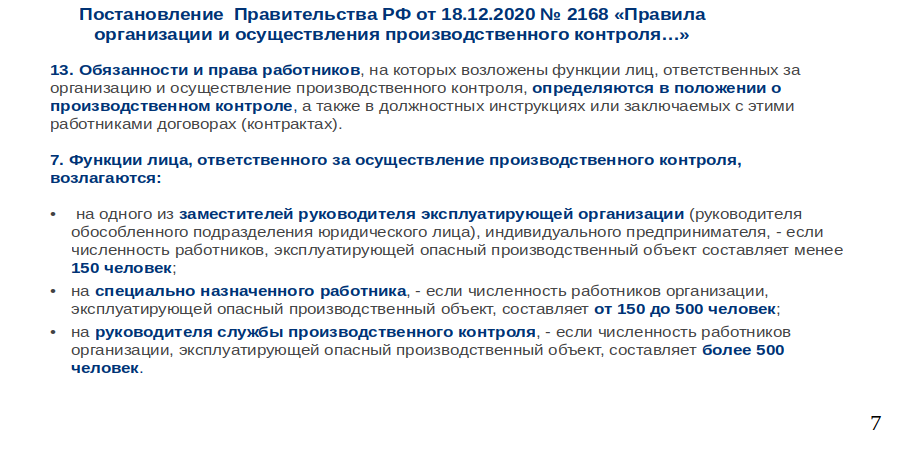 Постановление  Правительства РФ от 18.12.2020 № 2168 «Правила
организации и осуществления производственного контроля…»
13. Обязанности и права работников, на которых возложены функции лиц, ответственных за
организацию и осуществление производственного контроля, определяются в положении о
производственном контроле, а также в должностных инструкциях или заключаемых с этими
работниками договорах (контрактах).
7. Функции лица, ответственного за осуществление производственного контроля,
возлагаются:
• на одного из заместителей руководителя эксплуатирующей организации (руководителя
обособленного подразделения юридического лица), индивидуального предпринимателя, - если
численность работников, эксплуатирующей опасный производственный объект составляет менее
150 человек;
• на специально назначенного работника, - если численность работников организации,
эксплуатирующей опасный производственный объект, составляет от 150 до 500 человек;
• на руководителя службы производственного контроля, - если численность работников
организации, эксплуатирующей опасный производственный объект, составляет более 500
человек.
7